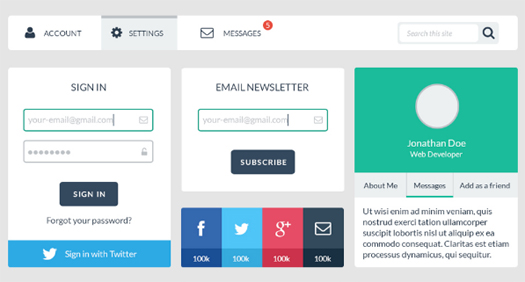 ACCOUNT
SETTINGS
MESSAGES
5
Search this site
SIGN IN
your-email@gmail.com
SIGN IN
Forgot your password?
Sign in with Twitter
EMAIL NEWSLETTER
your-email@gmail.com
SUBSCRIBE
f
g+
100k
100k
100k
100k
Jonathan Doe
Web Developer
About Me
Messages
Add as a friend
Ut wisi enim ad minim veniam, quis
nostrud exerci tation ullamcorper
suscipit lobortis nisl ut aliquip ex ea
commodo consequat. Claritas est etiam
processus dynamicus, qui sequitur.